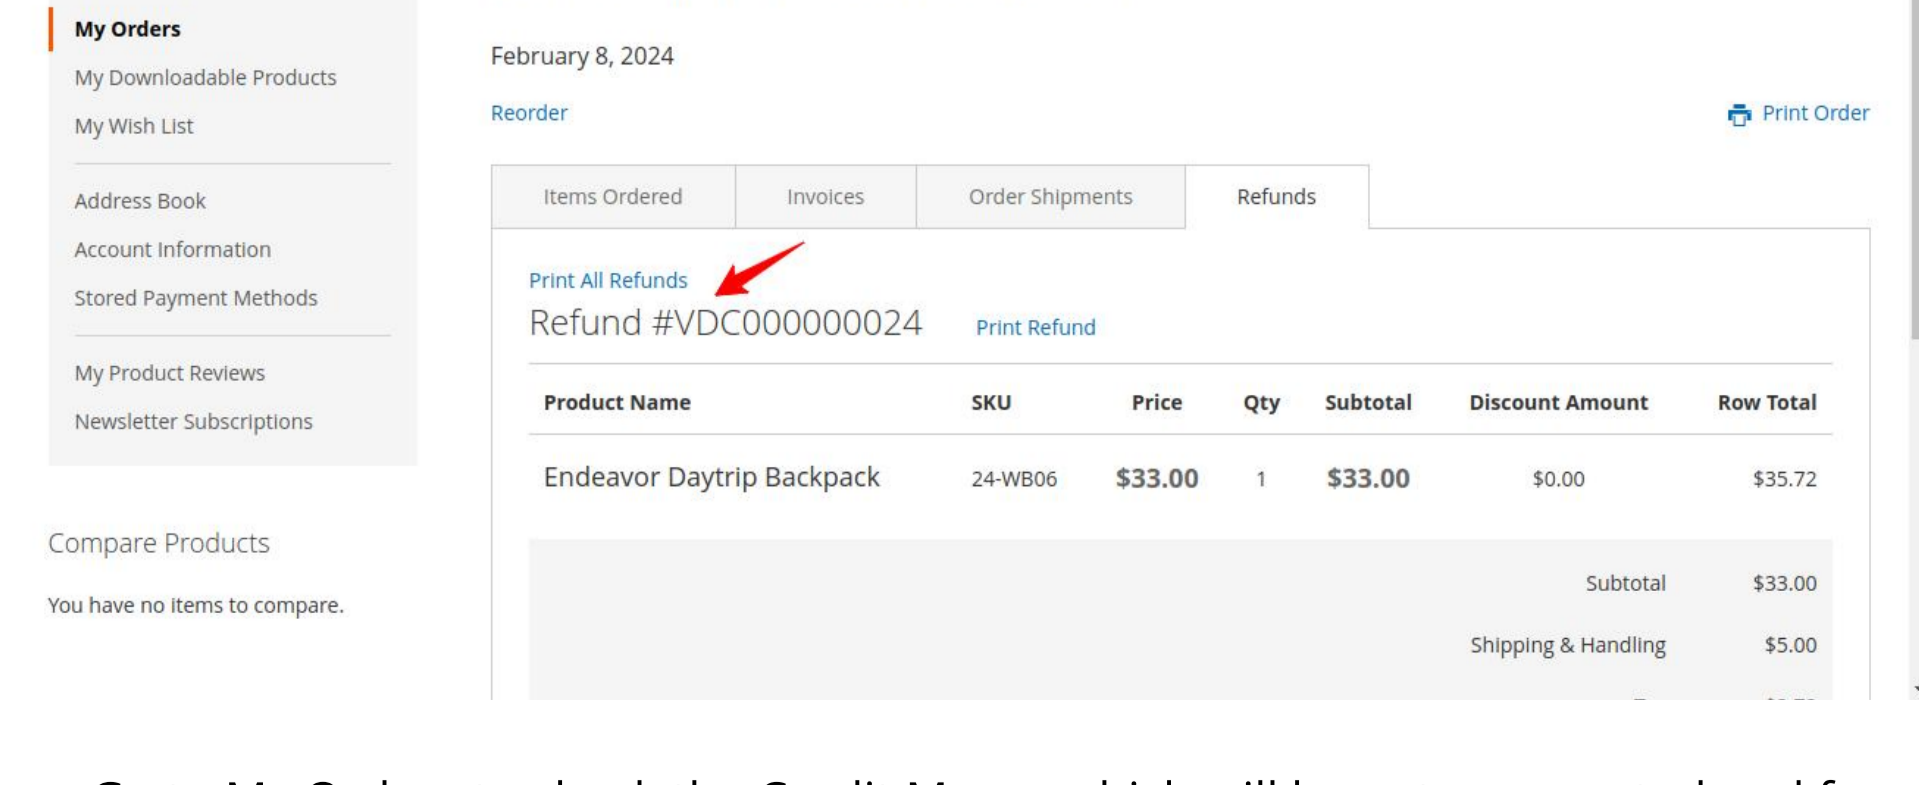 My Orders
My Downloadable Products
My Wish List
Address Book
Account Information
Stored Payment Methods
My Product Reviews
Newsletter Subscriptions
Compare Products
You have no items to compare.
February 8, 2024
Reorder
Print Order
Items Ordered Invoices Order Shipments Refunds
Print All Refunds
Refund #VDC000000024 Print Refund
Product Name SKU Price Qty Subtotal Discount Amount Row Total
Endeavor Daytrip Backpack 24-WB06 $33.00 1 $33.00 $0.00 $35.72
Subtotal $33.00
Shipping & Handling $5.00